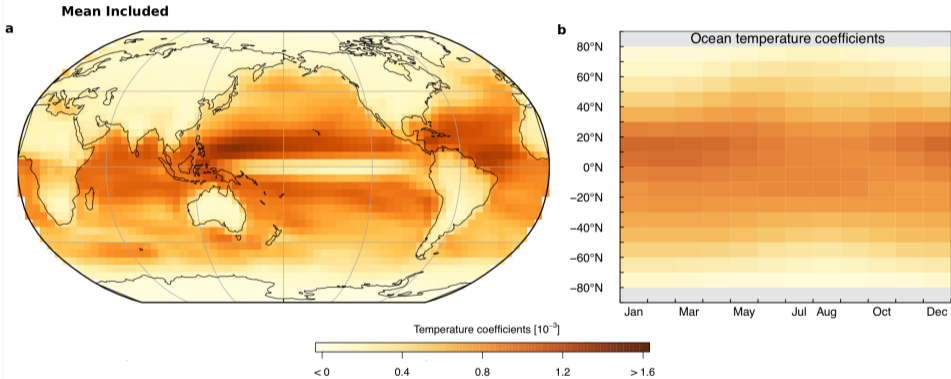 Mean Included
a
b
Ocean temperature coefficients
80°N
60°N
40°N
20°N
0°N
−20°N
−40°N
−60°N
−80°N
Jan Mar May Jul Aug Oct Dec
Temperature coefficients [10⁻³]
< 0 0.4 0.8 1.2 > 1.6